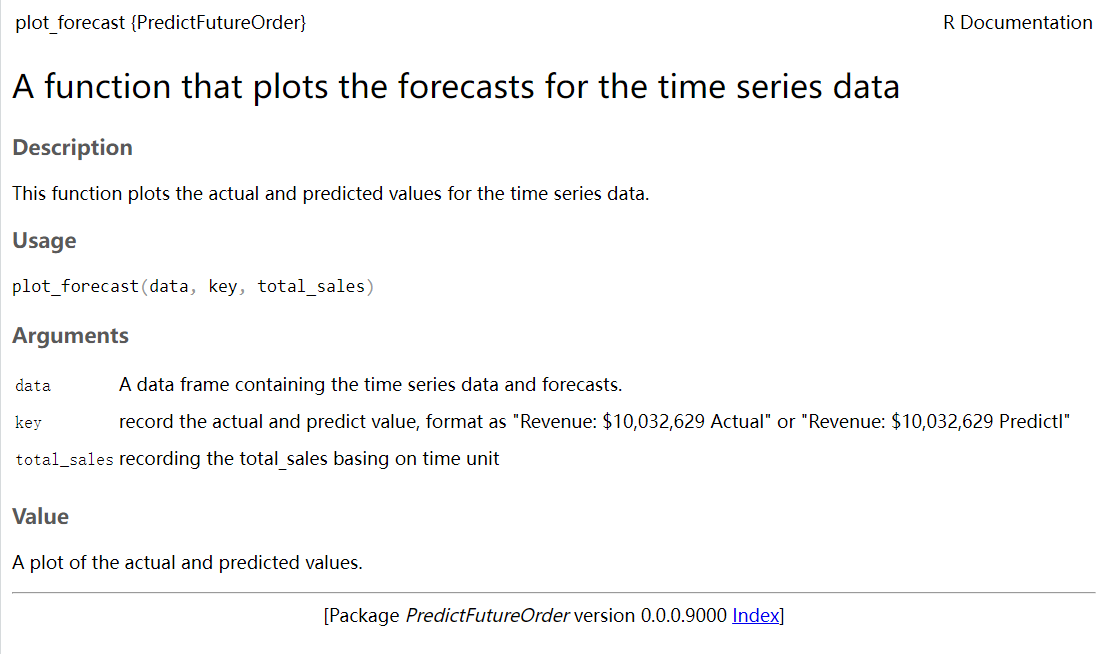 plot_forecast {PredictFutureOrder} R Documentation
A function that plots the forecasts for the time series data
Description
This function plots the actual and predicted values for the time series data.
Usage
plot_forecast(data, key, total_sales)
Arguments
data A data frame containing the time series data and forecasts.
key record the actual and predict value, format as "Revenue: $10,032,629 Actual" or "Revenue: $10,032,629 Predictl"
total_sales recording the total_sales basing on time unit
Value
A plot of the actual and predicted values.
[Package PredictFutureOrder version 0.0.0.9000 Index]